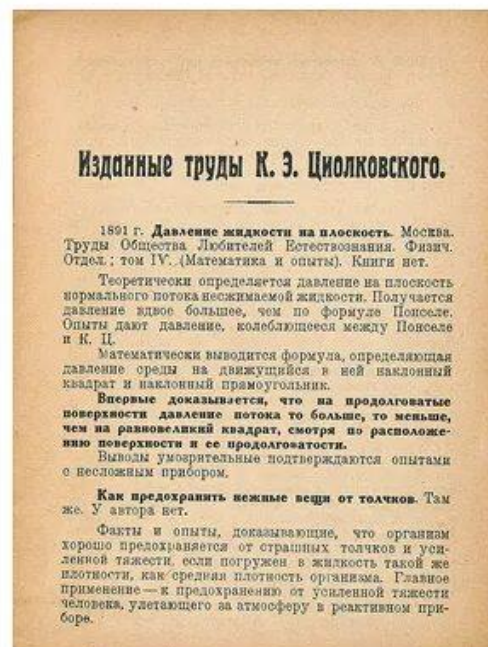 Изданные труды К. Э. Циолковского.
1891 г. Давление жидкости на плоскость. Москва.
Труды Общества Любителей Естествознания. Физич.
Отдел.; том IV. (Математика и опыты). Книги нет.
Теоретически определяется давление на плоскость
нормального потока несжимаемой жидкости. Получается
давление вдвое большее, чем по формуле Понселе.
Опыты дают давление, колеблющееся между Понселе
и К. Ц.
Математически выводится формула, определяющая
давление среды на движущийся в ней наклонный
квадрат и наклонный прямоугольник.
Впервые доказывается, что на продолговатые
поверхности давление потока то больше, то меньше,
чем на равновеликий квадрат, смотря по расположе-
нию поверхности и ее продолговатости.
Выводы умозрительные подтверждаются опытами
с несложным прибором.
Как предохранить нежные вещи от толчков. Там
же. У автора нет.
Факты и опыты, доказывающие, что организм
хорошо предохраняется от страшных толчков и уси-
ленной тяжести, если погружен в жидкость такой же
плотности, как средняя плотность организма. Главное
применение — к предохранению от усиленной тяжести
человека, улетающего за атмосферу в реактивном при-
боре.